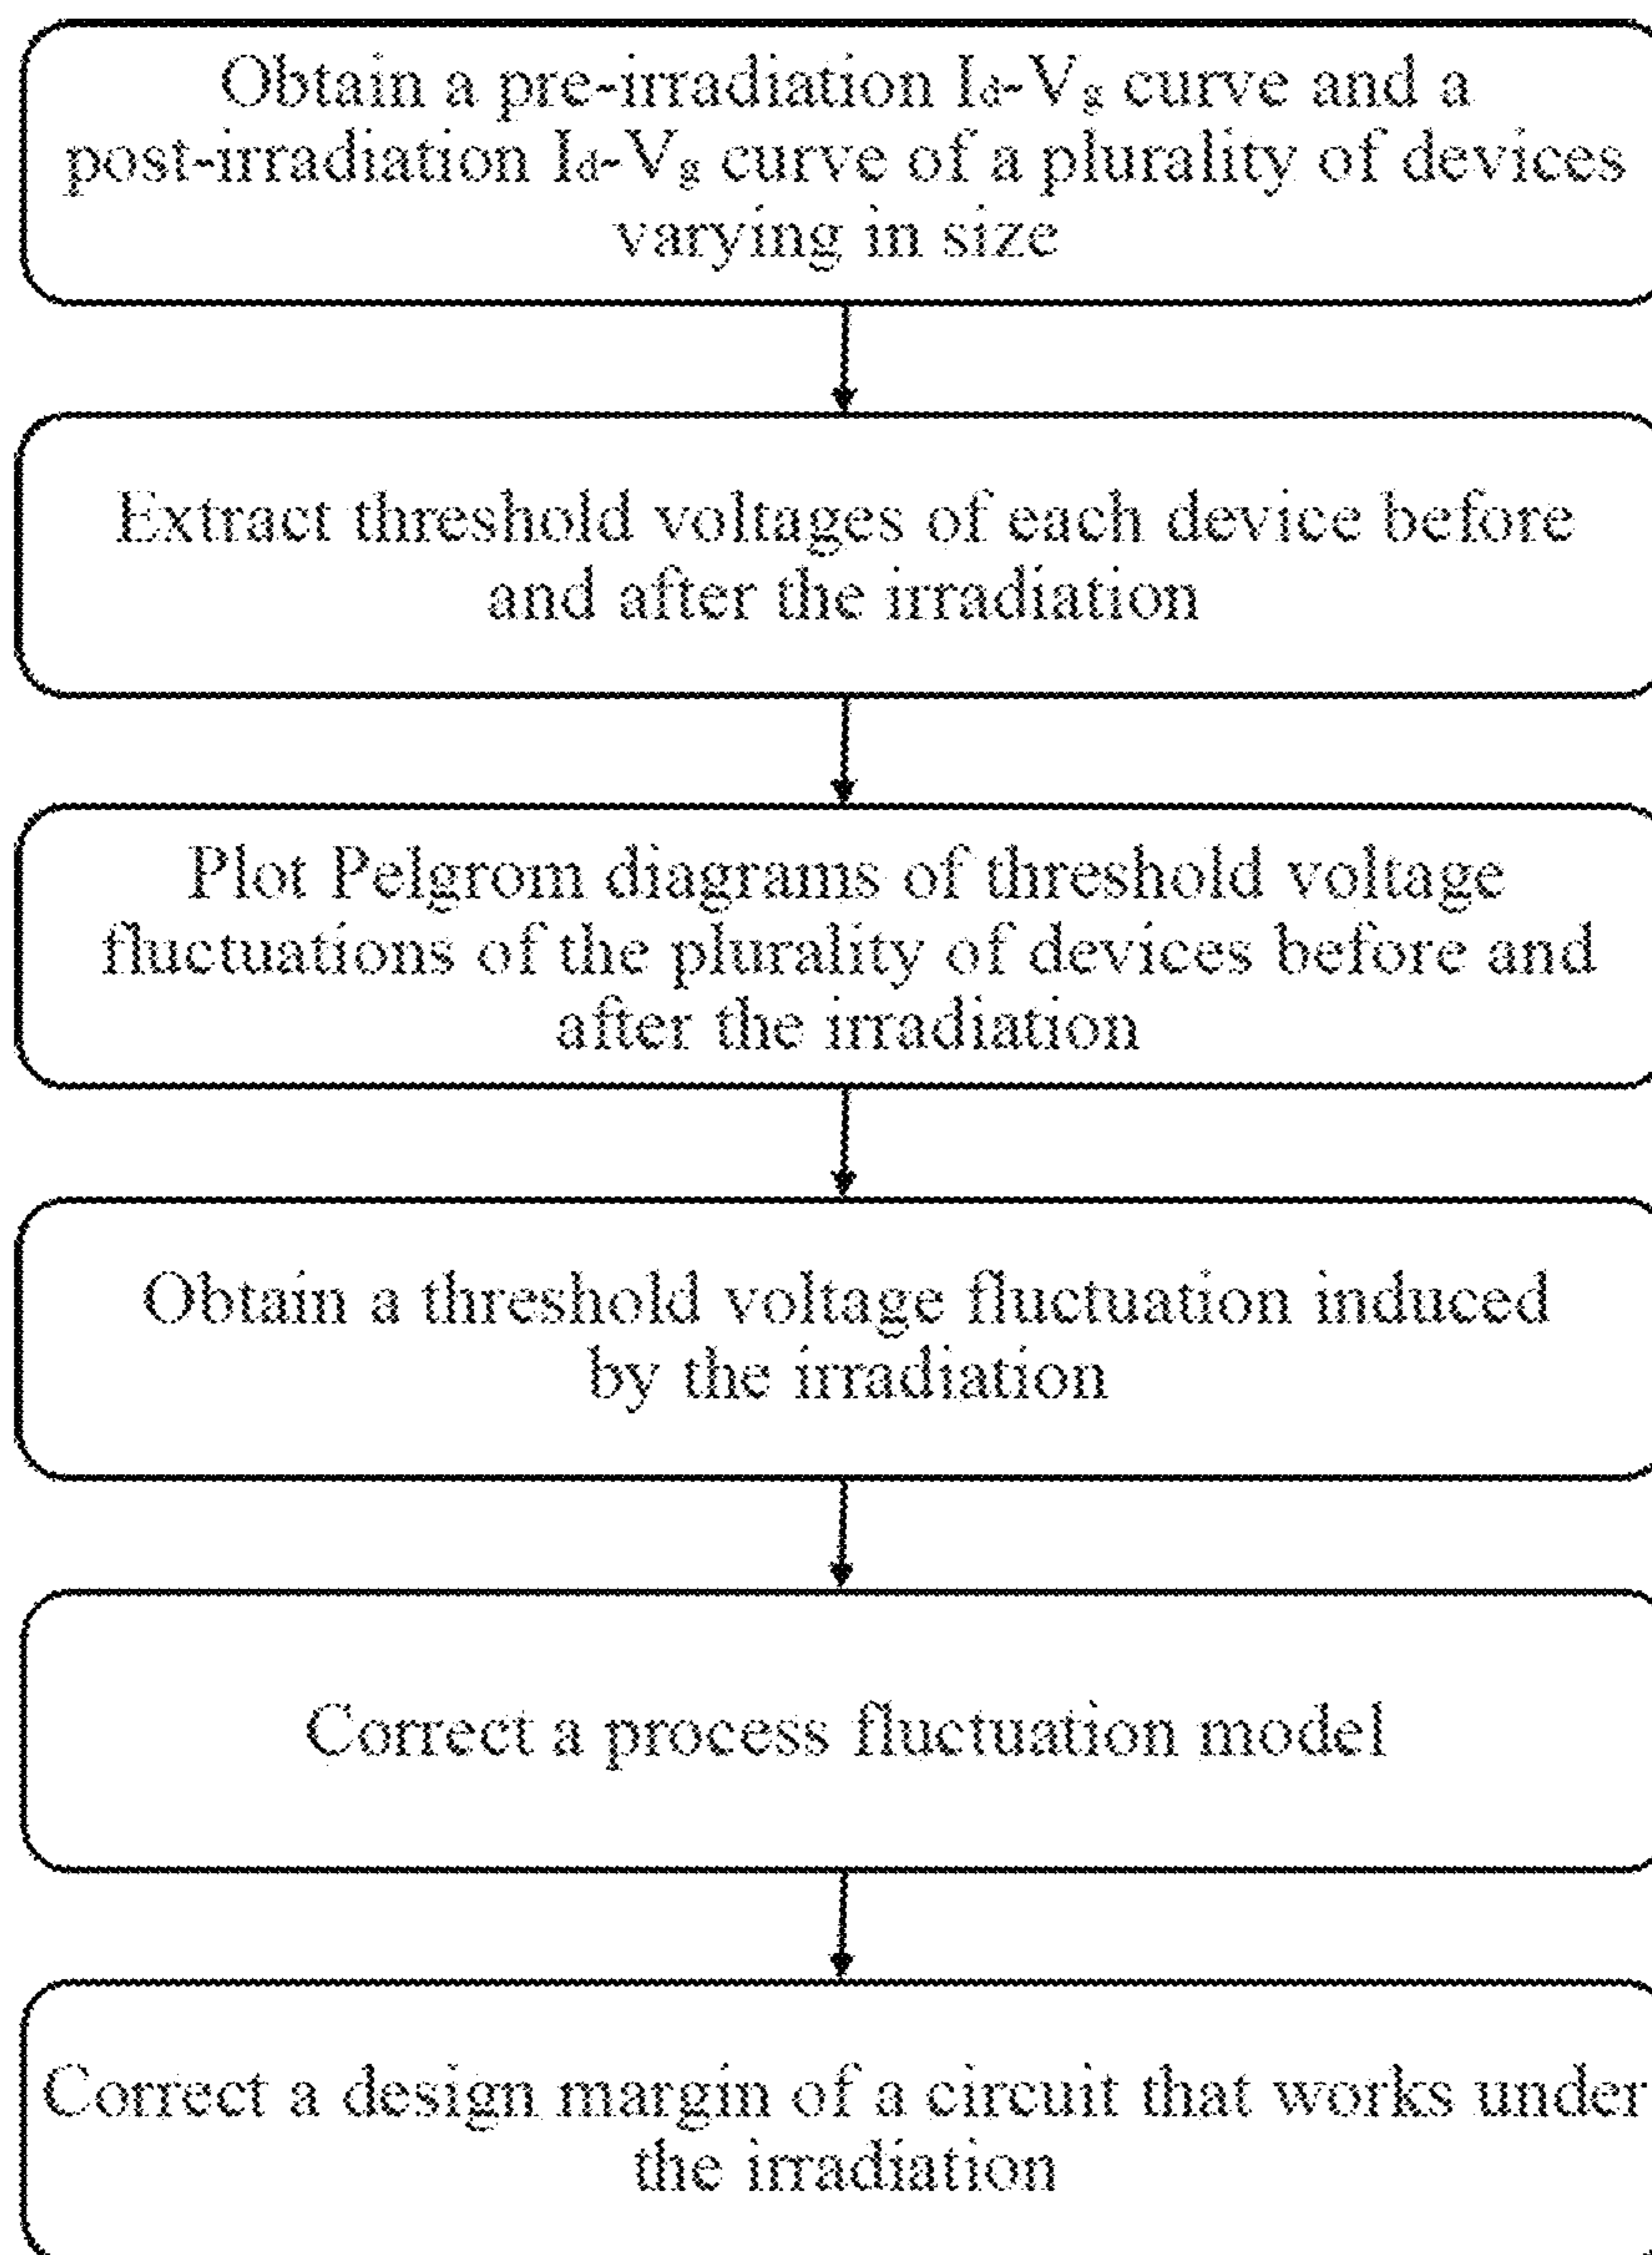 Obtain a pre-irradiation Id-Vg curve and a
post-irradiation Id-Vg curve of a plurality of devices
varying in size
Extract threshold voltages of each device before
and after the irradiation
Plot Pelgrom diagrams of threshold voltage
fluctuations of the plurality of devices before and
after the irradiation
Obtain a threshold voltage fluctuation induced
by the irradiation
Correct a process fluctuation model
Correct a design margin of a circuit that works under
the irradiation